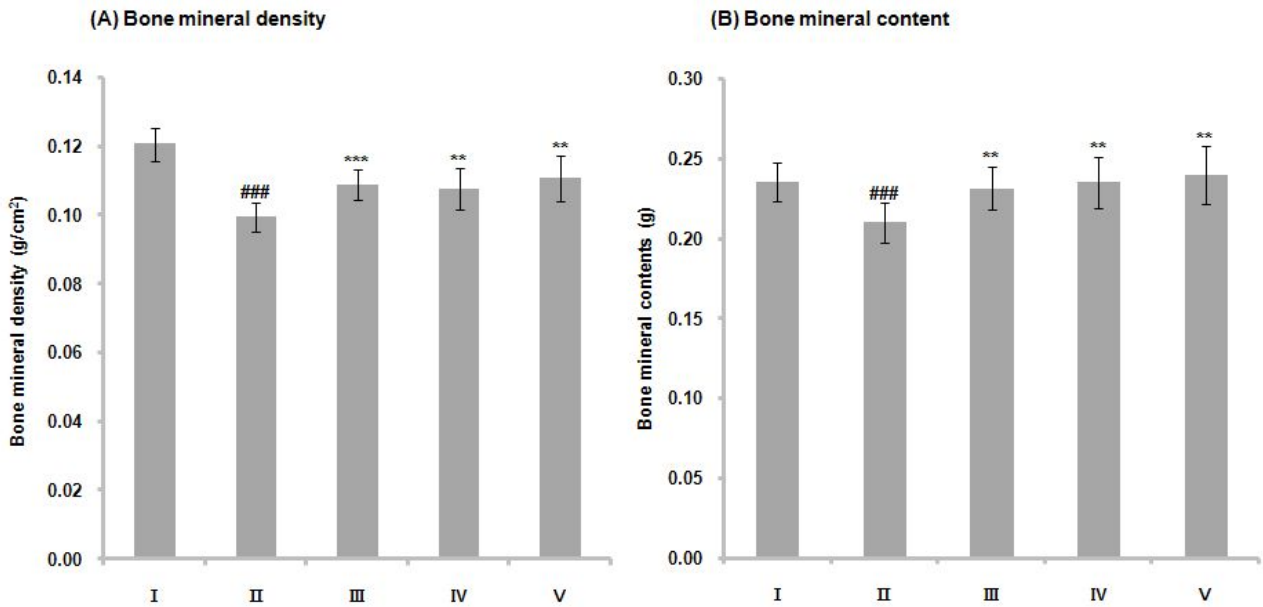 (A) Bone mineral density
Bone mineral density (g/cm²)
0.14
0.12
0.10
0.08
0.06
0.04
0.02
0.00
###
***
**
**
I
II
III
IV
V
(B) Bone mineral content
Bone mineral contents (g)
0.30
0.25
0.20
0.15
0.10
0.05
0.00
###
**
**
**
I
II
III
IV
V